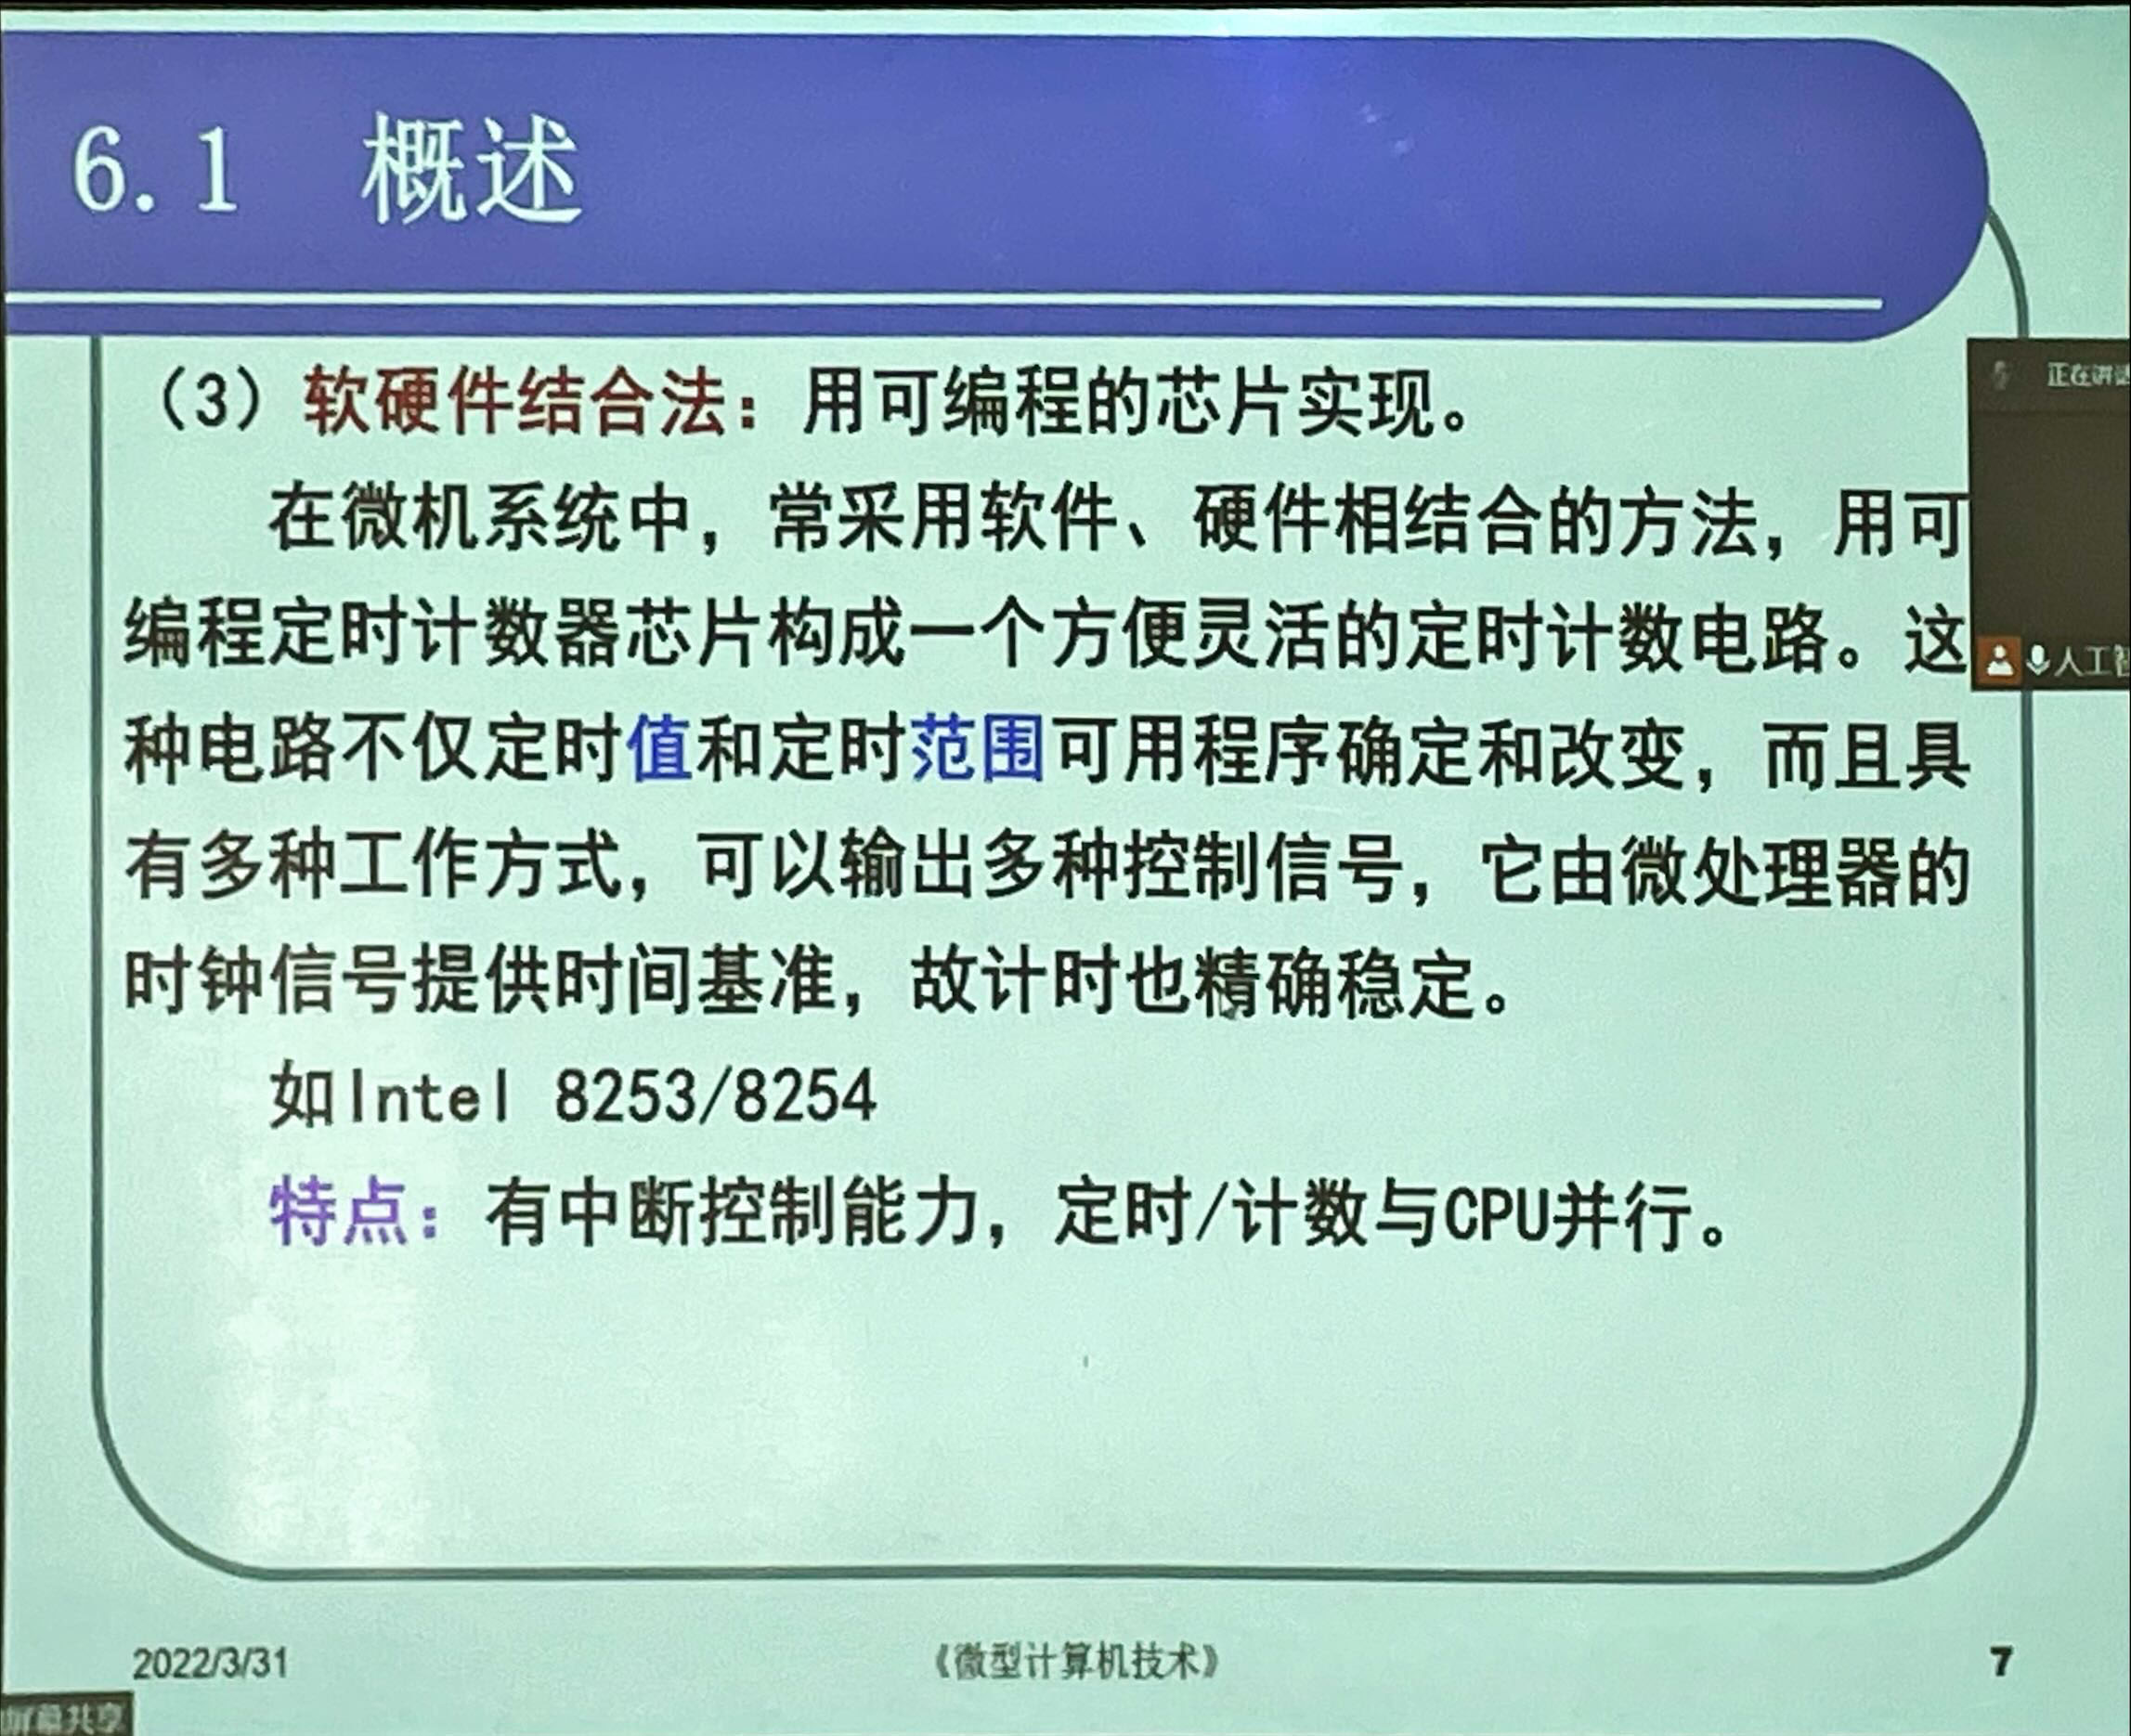 6.1 概述
（3）软硬件结合法：用可编程的芯片实现。
在微机系统中，常采用软件、硬件相结合的方法，用可
编程定时计数器芯片构成一个方便灵活的定时计数电路。这
种电路不仅定时值和定时范围可用程序确定和改变，而且具
有多种工作方式，可以输出多种控制信号，它由微处理器的
时钟信号提供时间基准，故计时也精确稳定。
如Intel 8253/8254
特点：有中断控制能力，定时/计数与CPU并行。
正在讲
人工
2022/3/31
《微型计算机技术》
7
屏幕共享